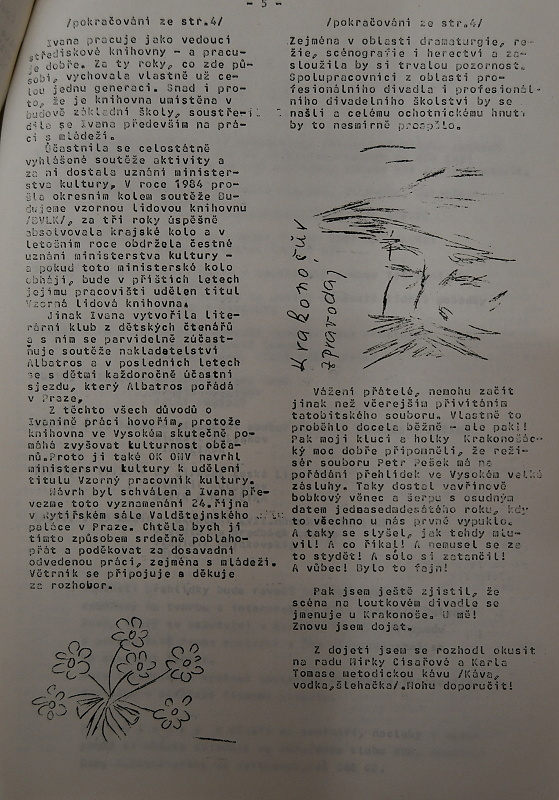 - 5 -
/pokračování ze str.4/
Ivana pracuje jako vedoucí
střediskové knihovny - a pracu-
je dobře. Za ty roky, co zde pů-
sobí, vychovala vlastně už ce-
lou jednu generaci. Snad i pro-
to, že je knihovna umístěna v
budově základní školy, soustře-
dila se Ivana především na prá-
ci s mládeží.
Účastnila se celostátně
vyhlášené soutěže aktivity a
za ni dostala uznání minister-
stva kultury. V roce 1984 pro-
šla okresním kolem soutěže Bu-
dujeme vzornou lidovou knihovnu
/BVLK/, za tři roky úspěšně
absolvovala krajské kolo a v
letošním roce obdržela čestné
uznání ministerstva kultury -
a pokud toto ministerské kolo
obhájí, bude v příštích letech
jejímu pracovišti udělen titul
Vzorná lidová knihovna.
Jinak Ivana vytvořila lite-
rární klub z dětských čtenářů
a s ním se parvidelně zúčast-
ňuje soutěže nakladatelství
Albatros a v posledních letech
se s dětmi každoročně účastní
sjezdu, který Albatros pořádá
v Praze.
Z těchto všech důvodů o
Ivanině práci hovořím, protože
knihovna ve Vysokém skutečně po-
máhá zvyšovat kulturnost obča-
nů.Proto ji také OK ONV navrhl
ministersrvu kultury k udělení
titulu Vzorný pracovník kultury.
Návrh byl schválen a Ivana pře-
vezme toto vyznamenání 24.října
v Rytířském sále Valdštejnského
paláce v Praze. Chtěla bych jí
tímto způsobem srdečně poblaho-
přát a poděkovat za dosavadní
odvedenou práci, zejména s mládeží.
Větrník se připojuje a děkuje
za rozhobor.
/pokračování ze str.4/
Zejména v oblasti dramaturgie, re-
žie, scénografie i herectví a za-
sloužila by si trvalou pozornost.
Spolupracovníci z oblasti pro-
fesionálního divadla i profesionál-
ního divadelního školství by se
našli a celému ochotnickému hnutí
by to nesmírně prospělo.
Krakonošův
zpravodaj
Vážení přátelé, nemohu začít
jinak než včerejším přivítáním
tatobitského souboru. Vlastně to
proběhlo docela běžně - ale pak!!
Pak moji kluci a holky Krakonošác-
ký moc dobře připomněli, že reži-
sér souboru Petr Pešek má na
pořádání přehlídek ve Vysokém velké
zásluhy. Taky dostal vavřínově
bobkový věnec a šerpu s osudným
datem jednasedmdesátého roku, kdy
to všechno u nás prvně vypuklo.
A taky se slyšel, jak tehdy mlu-
vil! A co říkal! A nemusel se za
to stydět! A sólo si zatančil!
A vůbec! Bylo to fajn!
Pak jsem ještě zjistil, že
scéna na loutkovém divadle se
jmenuje u Krakonoše. U mě!
Znovu jsem dojat.
Z dojetí jsem se rozhodl okusit
na radu Mirky Císařové a Karla
Tomase metodickou kávu /Káva,
vodka,šlehačka/.Mohu doporučit!